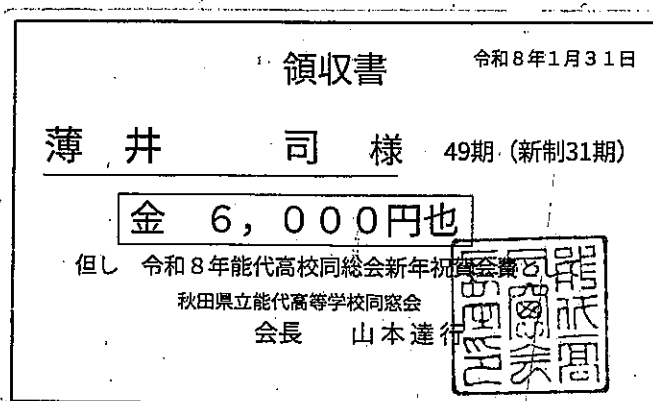 領収書 令和8年1月31日
薄井 司 様 49期 (新制31期)
金 6,000円也
但し 令和8年能代高校同総会新年祝賀会費と
秋田県立能代高等学校同窓会
会長 山本達行